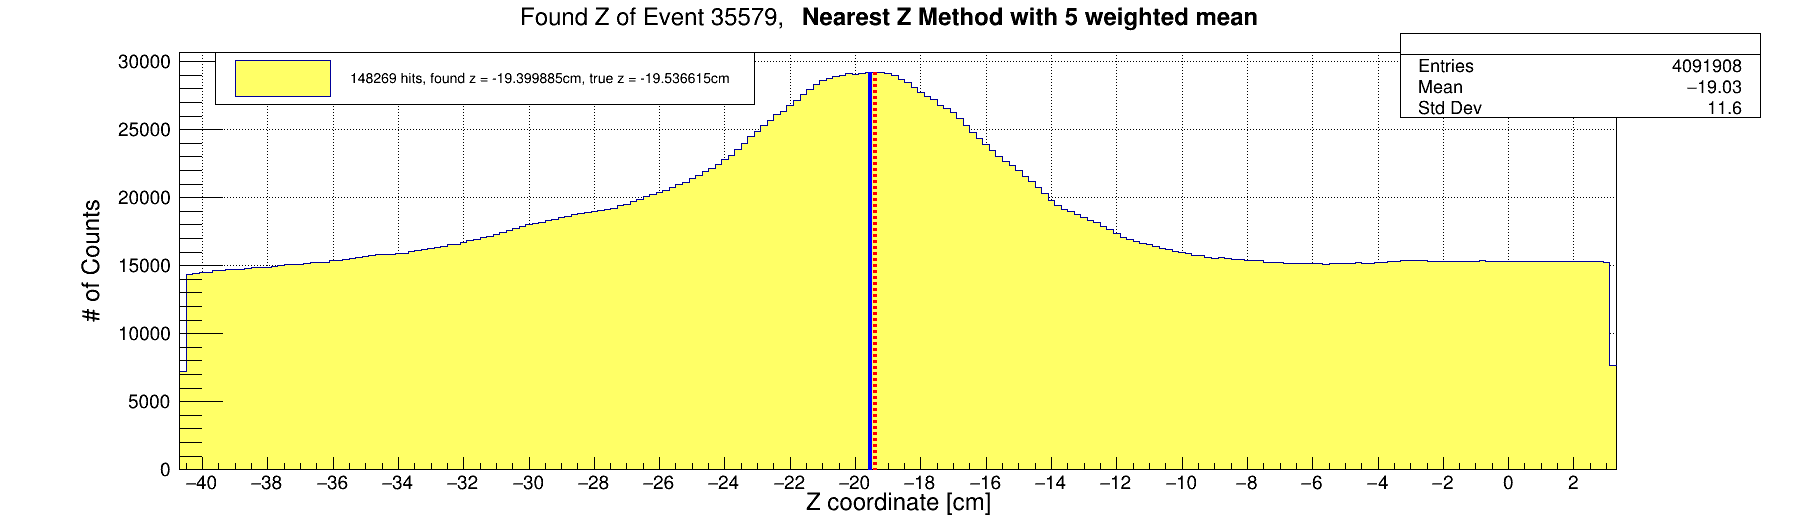 Found Z of Event 35579, Nearest Z Method with 5 weighted mean
148269 hits, found z = -19.399885cm, true z = -19.536615cm
Entries 4091908
Mean −19.03
Std Dev 11.6
# of Counts
30000
25000
20000
15000
10000
5000
0
−40 −38 −36 −34 −32 −30 −28 −26 −24 −22 −20 −18 −16 −14 −12 −10 −8 −6 −4 −2 0 2
Z coordinate [cm]